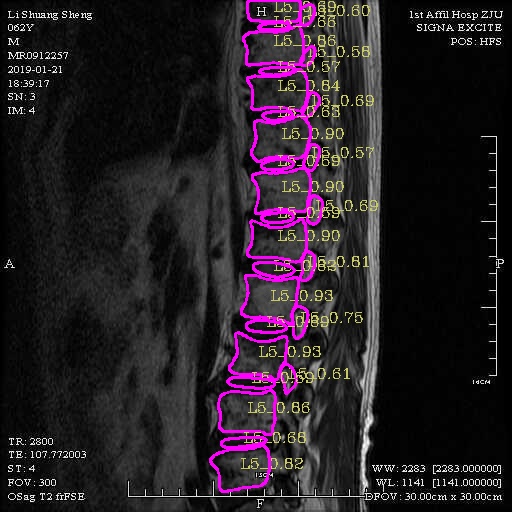 Li Shuang Sheng
062Y
M
MR0912257
2019-01-21
18:39:17
SN: 3
IM: 4
H
1st Affil Hosp ZJU
SIGNA EXCITE
POS: HFS
L5_0.66
L5_0.58
L5_0.57
L5_0.84
L5_0.69
L5_0.63
L5_0.90
L5_0.57
L5_0.90
L5_0.69
L5_0.90
L5_0.81
A
P
L5_0.93
L5_0.75
L5_0.93
L5_0.61
L5_0.86
L5_0.68
L5_0.82
TR: 2800
TE: 107.772003
ST: 4
FOV: 300
OSag T2 frFSE
F
WW: 2283 [2283.000000]
WL: 1141 [1141.000000]
DFOV: 30.00cm x 30.00cm